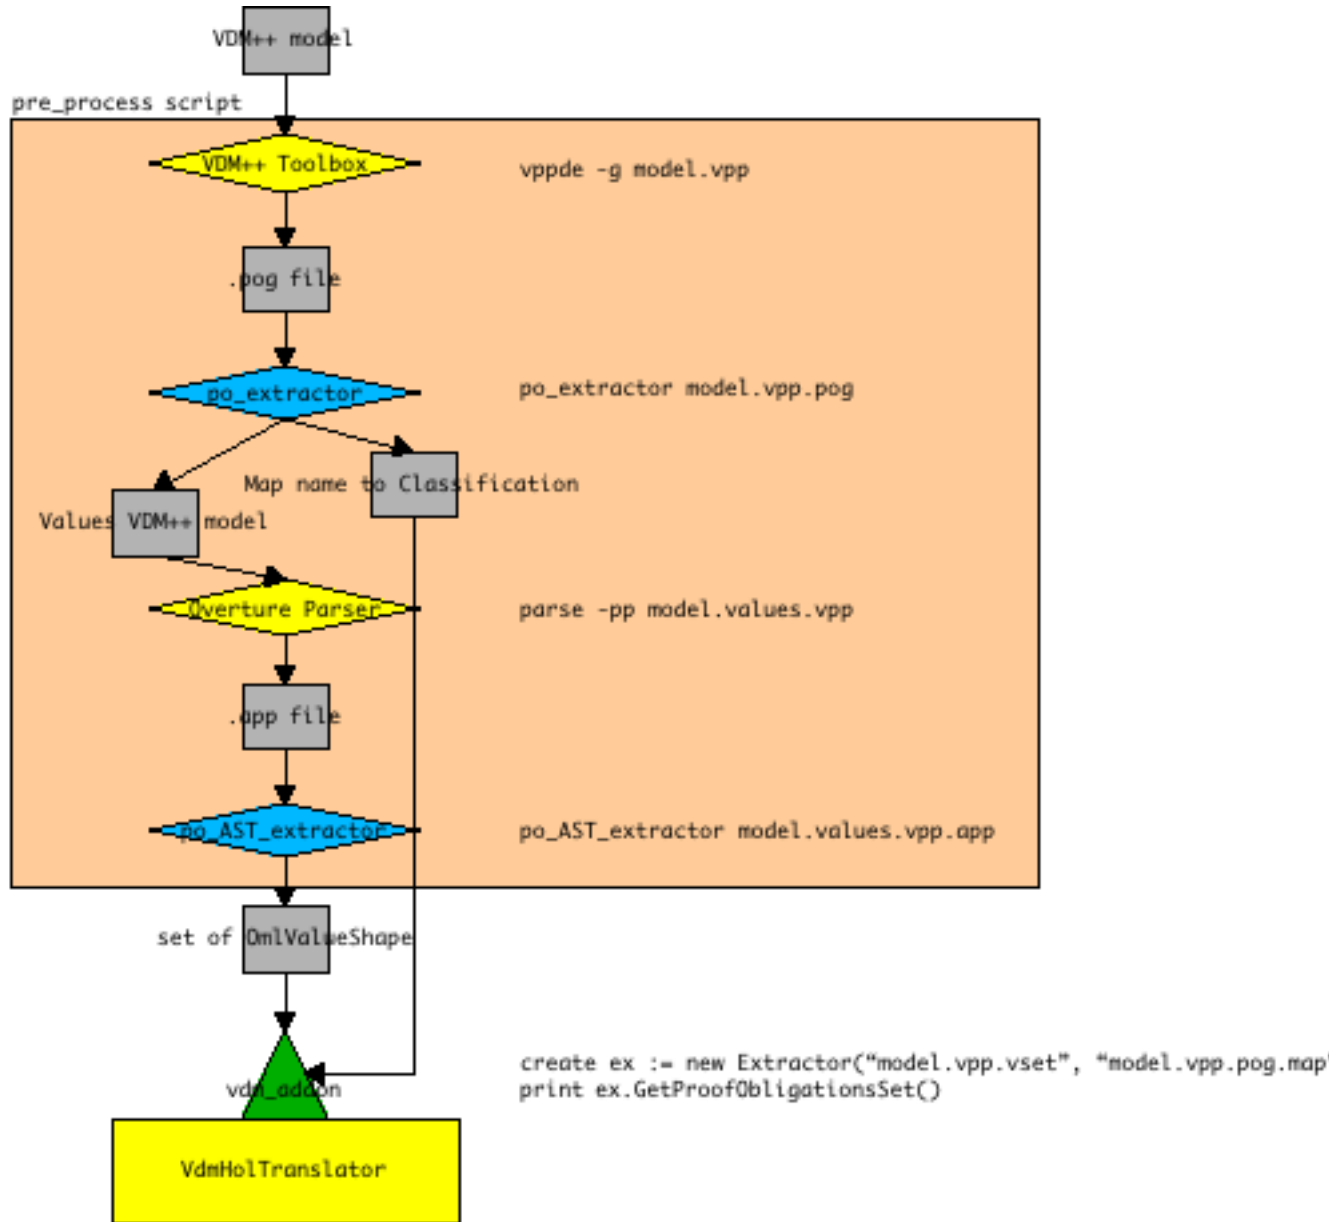 VDM++ model
pre_process script
VDM++ Toolbox
vppde -g model.vpp
.pog file
po_extractor
po_extractor model.vpp.pog
Map name to Classification
Values VDM++ model
Overture Parser
parse -pp model.values.vpp
.app file
po_AST_extractor
po_AST_extractor model.values.vpp.app
set of OmlValueShape
create ex := new Extractor(“model.vpp.vset”, “model.vpp.pog.map"
vdm_addon
print ex.GetProofObligationsSet()
VdmHolTranslator